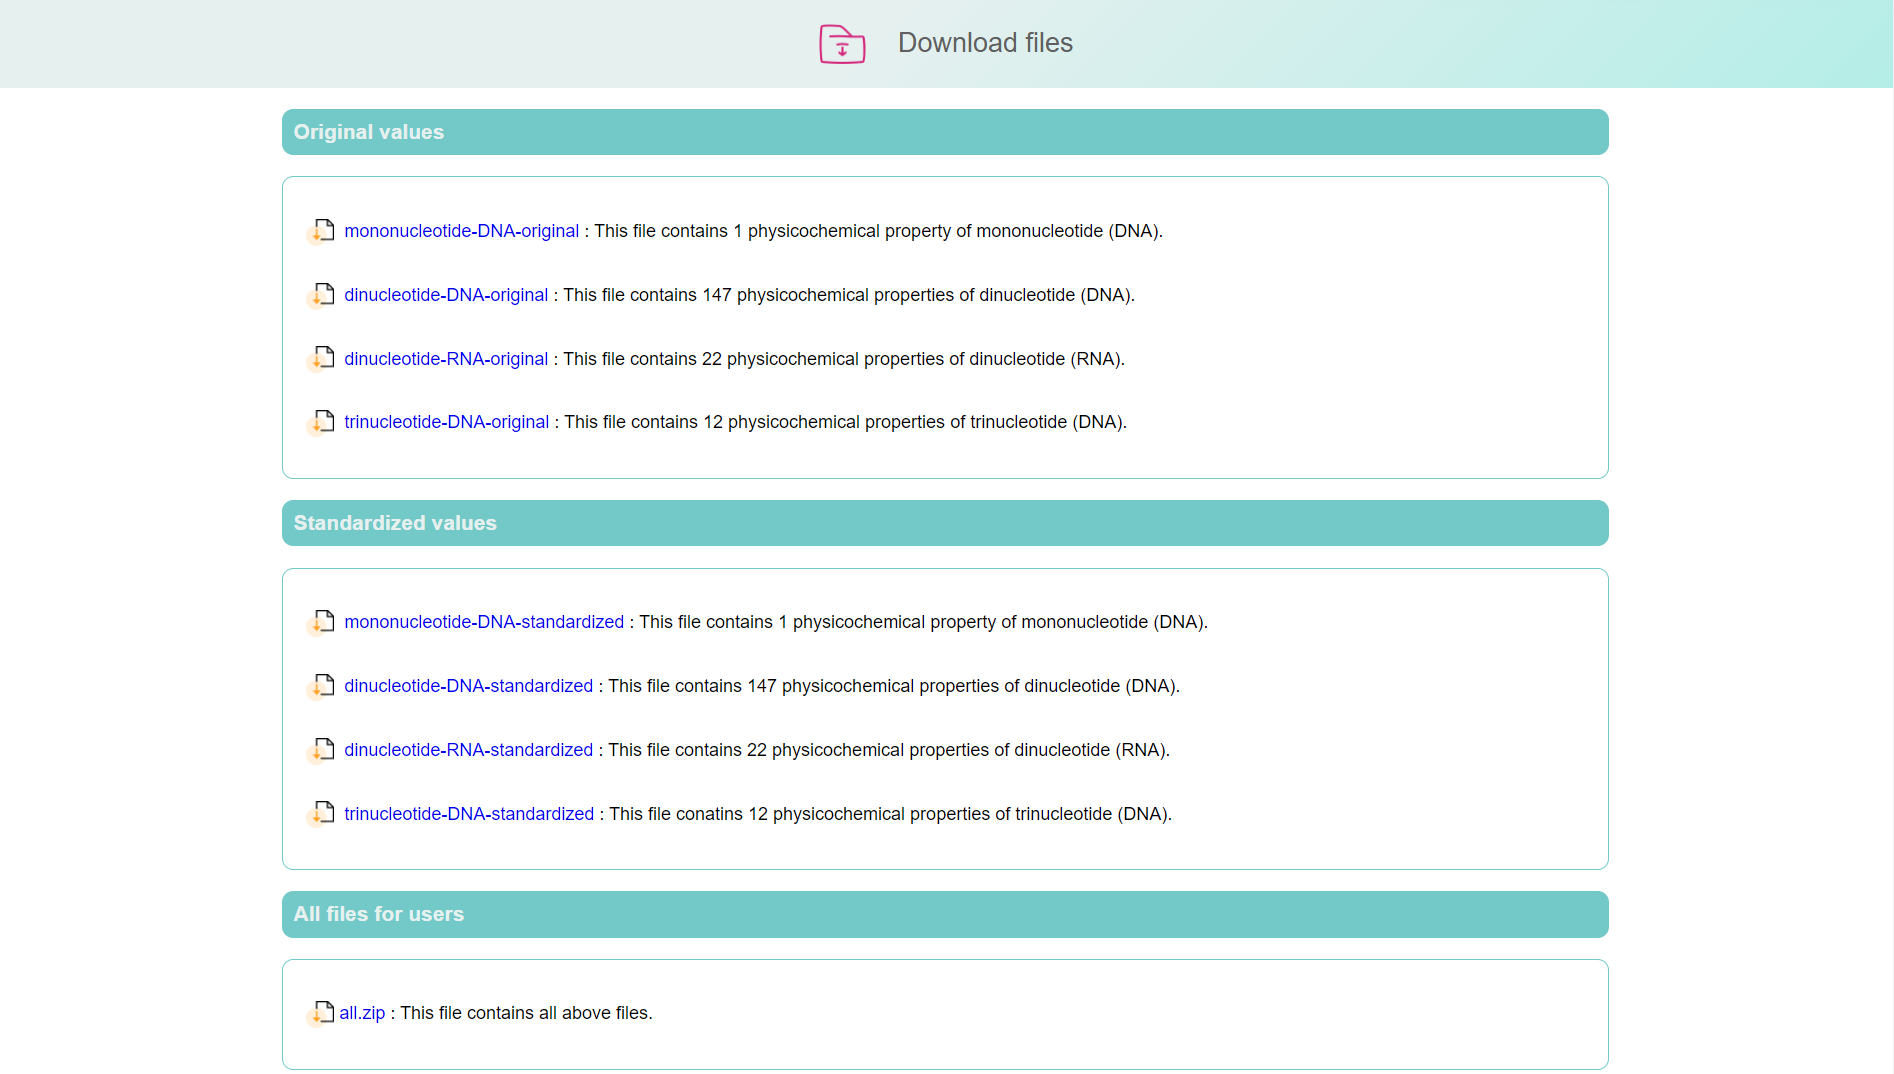 Download files
Original values
mononucleotide-DNA-original : This file contains 1 physicochemical property of mononucleotide (DNA).
dinucleotide-DNA-original : This file contains 147 physicochemical properties of dinucleotide (DNA).
dinucleotide-RNA-original : This file contains 22 physicochemical properties of dinucleotide (RNA).
trinucleotide-DNA-original : This file contains 12 physicochemical properties of trinucleotide (DNA).
Standardized values
mononucleotide-DNA-standardized : This file contains 1 physicochemical property of mononucleotide (DNA).
dinucleotide-DNA-standardized : This file contains 147 physicochemical properties of dinucleotide (DNA).
dinucleotide-RNA-standardized : This file contains 22 physicochemical properties of dinucleotide (RNA).
trinucleotide-DNA-standardized : This file conatins 12 physicochemical properties of trinucleotide (DNA).
All files for users
all.zip : This file contains all above files.